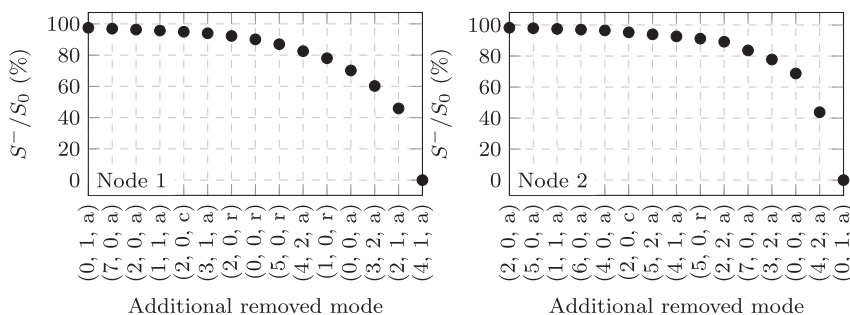 S⁻/S₀ (%)
100
80
60
40
20
0
Node 1
(0, 1, a)
(7, 0, a)
(2, 0, a)
(1, 1, a)
(2, 0, c)
(3, 1, a)
(2, 0, r)
(0, 0, r)
(5, 0, r)
(4, 2, a)
(1, 0, r)
(0, 0, a)
(3, 2, a)
(2, 1, a)
(4, 1, a)
Additional removed mode
S⁻/S₀ (%)
100
80
60
40
20
0
Node 2
(2, 0, a)
(5, 0, a)
(1, 1, a)
(6, 0, a)
(4, 0, a)
(2, 0, c)
(5, 2, a)
(4, 1, a)
(5, 0, r)
(2, 2, a)
(7, 0, a)
(3, 2, a)
(0, 0, a)
(4, 2, a)
(0, 1, a)
Additional removed mode